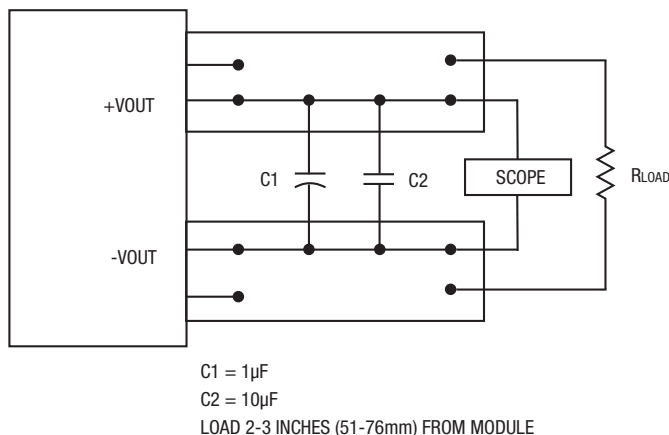 +VOUT
C1
C2
SCOPE
RLOAD
-VOUT
C1 = 1µF
C2 = 10µF
LOAD 2-3 INCHES (51-76mm) FROM MODULE